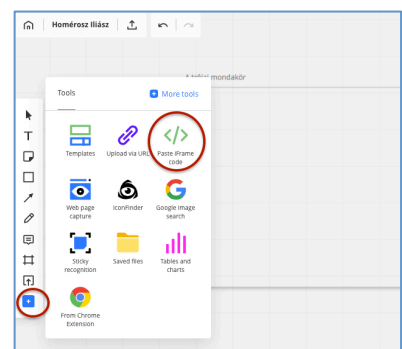 Homérosz Iliász
A trójai mondakör
Tools
More tools
Templates
Upload via URL
Paste iFrame
code
Web page
capture
IconFinder
Google image
search
Sticky
recognition
Saved files
Tables and
charts
From Chrome
Extension
T